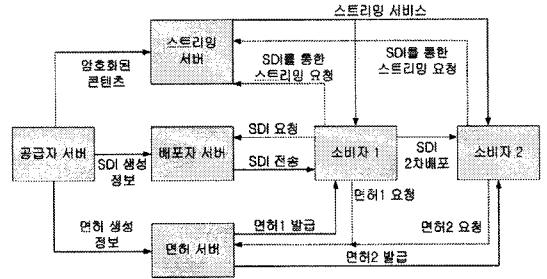 스트리밍 서비스
스트리밍
서버
암호화된
콘텐츠
SDI를 통한
스트리밍 요청
SDI를 통한
스트리밍 요청
공급자 서버
SDI 생성
정보
배포자 서버
SDI 요청
SDI 전송
소비자 1
SDI
2차배포
소비자 2
면허1 요청
면허 생성
정보
면허 서버
면허1 발급
면허2 요청
면허2 발급